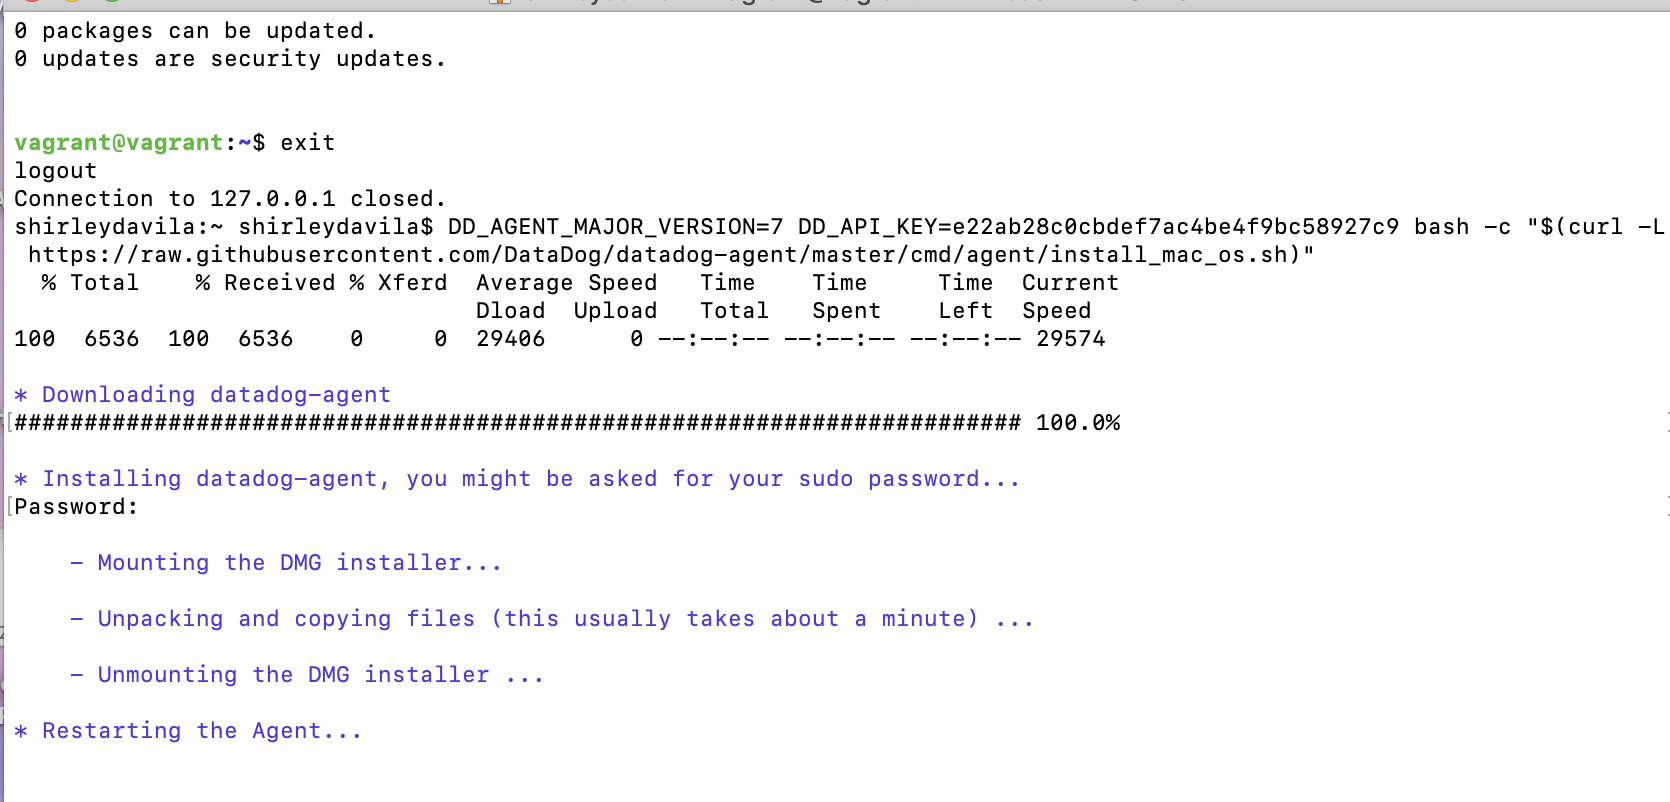 0 packages can be updated.
0 updates are security updates.
vagrant@vagrant:~$ exit
logout
Connection to 127.0.0.1 closed.
shirleydavila:~ shirleydavila$ DD_AGENT_MAJOR_VERSION=7 DD_API_KEY=e22ab28c0cbdef7ac4be4f9bc58927c9 bash -c "$(curl -L
https://raw.githubusercontent.com/DataDog/datadog-agent/master/cmd/agent/install_mac_os.sh)"
% Total % Received % Xferd Average Speed Time Time Time Current
Dload Upload Total Spent Left Speed
100 6536 100 6536 0 0 29406 0 --:--:-- --:--:-- --:--:-- 29574
* Downloading datadog-agent
[######################################################################## 100.0%]
* Installing datadog-agent, you might be asked for your sudo password...
[Password:]
- Mounting the DMG installer...
- Unpacking and copying files (this usually takes about a minute) ...
- Unmounting the DMG installer ...
* Restarting the Agent...